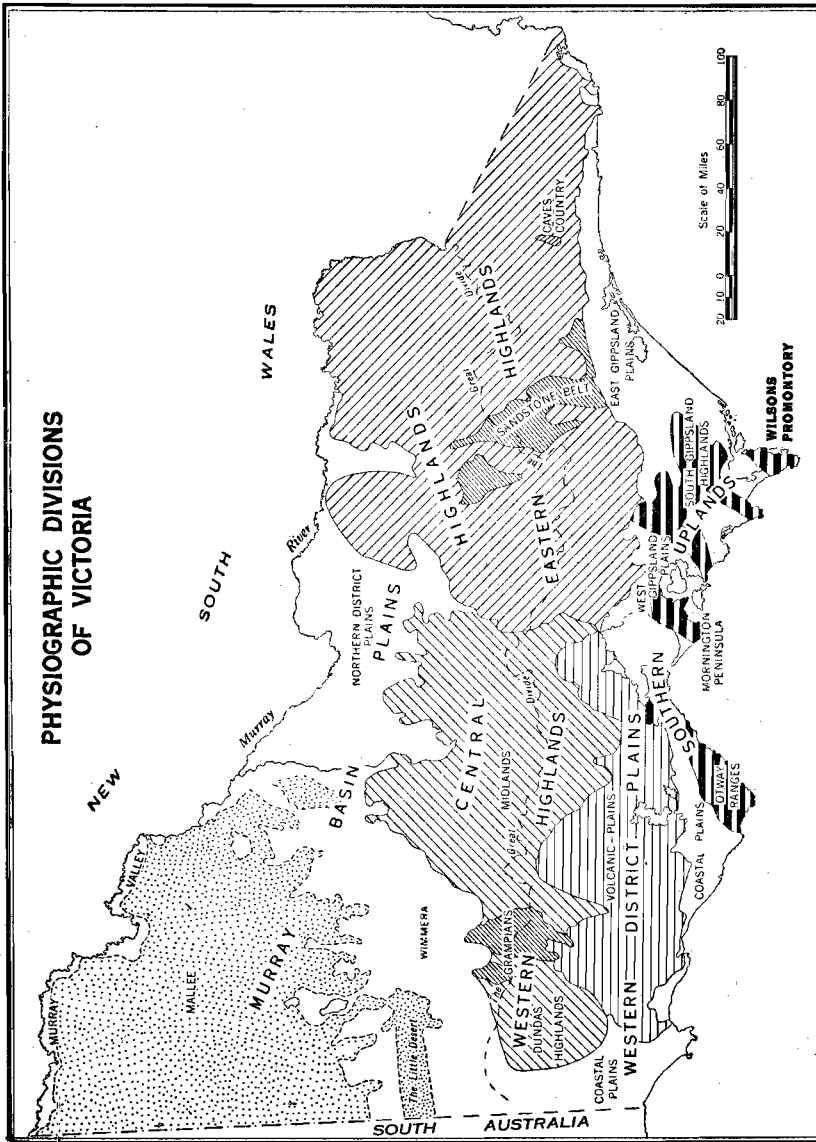 PHYSIOGRAPHIC DIVISIONS
OF VICTORIA
NEW
SOUTH
WALES
MURRAY
VALLEY
Murray
River
MALLEE
MURRAY
BASIN
PLAINS
NORTHERN DISTRICT
PLAINS
The Little Desert
WIMMERA
SOUTH
AUSTRALIA
The
GRAMPIANS
WESTERN
DUNDAS
HIGHLANDS
Great
MIDLANDS
Divide
CENTRAL
HIGHLANDS
HIGHLANDS
EASTERN
HIGHLANDS
The
Great
Divide
SANDSTONE BELT
CAVES
COUNTRY
COASTAL
PLAINS
WESTERN DISTRICT PLAINS
VOLCANIC-PLAINS
COASTAL PLAINS
OTWAY
RANGES
SOUTHERN
UPLANDS
MORNINGTON
PENINSULA
WEST
GIPPSLAND
PLAINS
SOUTH GIPPSLAND
HIGHLANDS
EAST GIPPSLAND
PLAINS
WILSONS
PROMONTORY
Scale of Miles
20 10 0 20 40 60 80 100